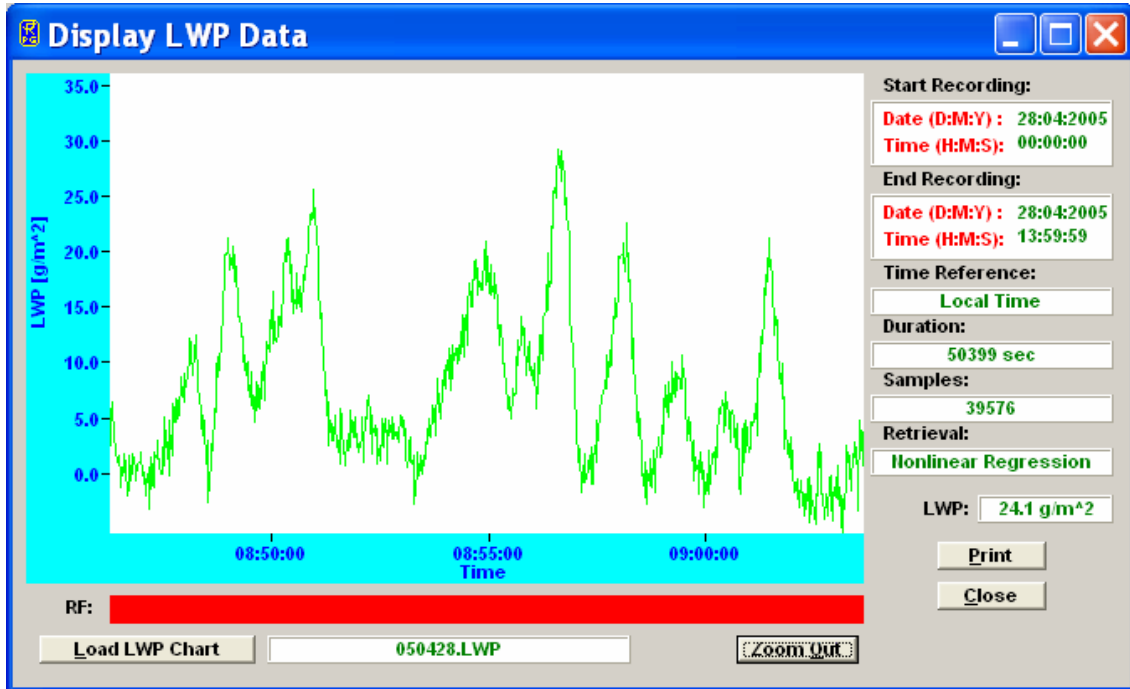 Display LWP Data
35.0
30.0
25.0
20.0
15.0
10.0
5.0
0.0
LWP [g/m^2]
08:50:00
08:55:00
09:00:00
Time
Start Recording:
Date (D:M:Y) : 28:04:2005
Time (H:M:S): 00:00:00
End Recording:
Date (D:M:Y) : 28:04:2005
Time (H:M:S): 13:59:59
Time Reference:
Local Time
Duration:
50399 sec
Samples:
39576
Retrieval:
Nonlinear Regression
LWP: 24.1 g/m^2
Print
Close
RF:
Load LWP Chart
050428.LWP
Zoom Out